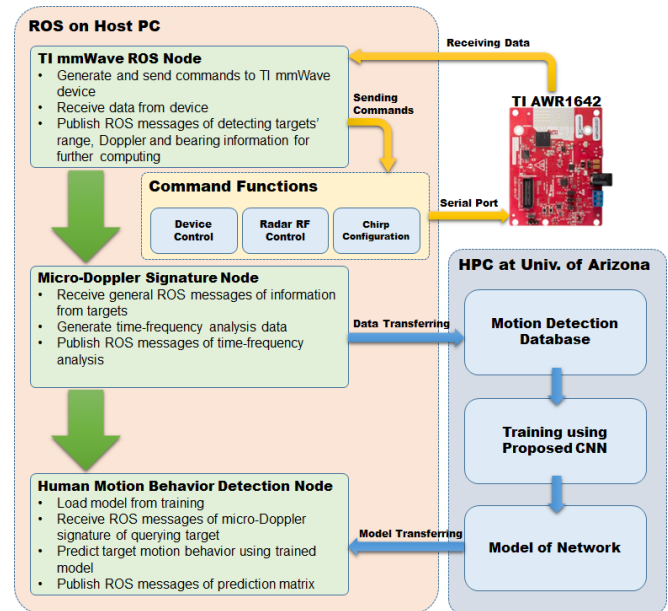 ROS on Host PC
TI mmWave ROS Node
• Generate and send commands to TI mmWave
device
• Receive data from device
• Publish ROS messages of detecting targets'
range, Doppler and bearing information for
further computing
Receiving Data
Sending
Commands
TI AWR1642
Command Functions
Device
Control
Radar RF
Control
Chirp
Configuration
Serial Port
Micro-Doppler Signature Node
• Receive general ROS messages of information
from targets
• Generate time-frequency analysis data
• Publish ROS messages of time-frequency
analysis
Data Transferring
HPC at Univ. of Arizona
Motion Detection
Database
Training using
Proposed CNN
Model of Network
Human Motion Behavior Detection Node
• Load model from training
• Receive ROS messages of micro-Doppler
signature of querying target
• Predict target motion behavior using trained
model
• Publish ROS messages of prediction matrix
Model Transferring